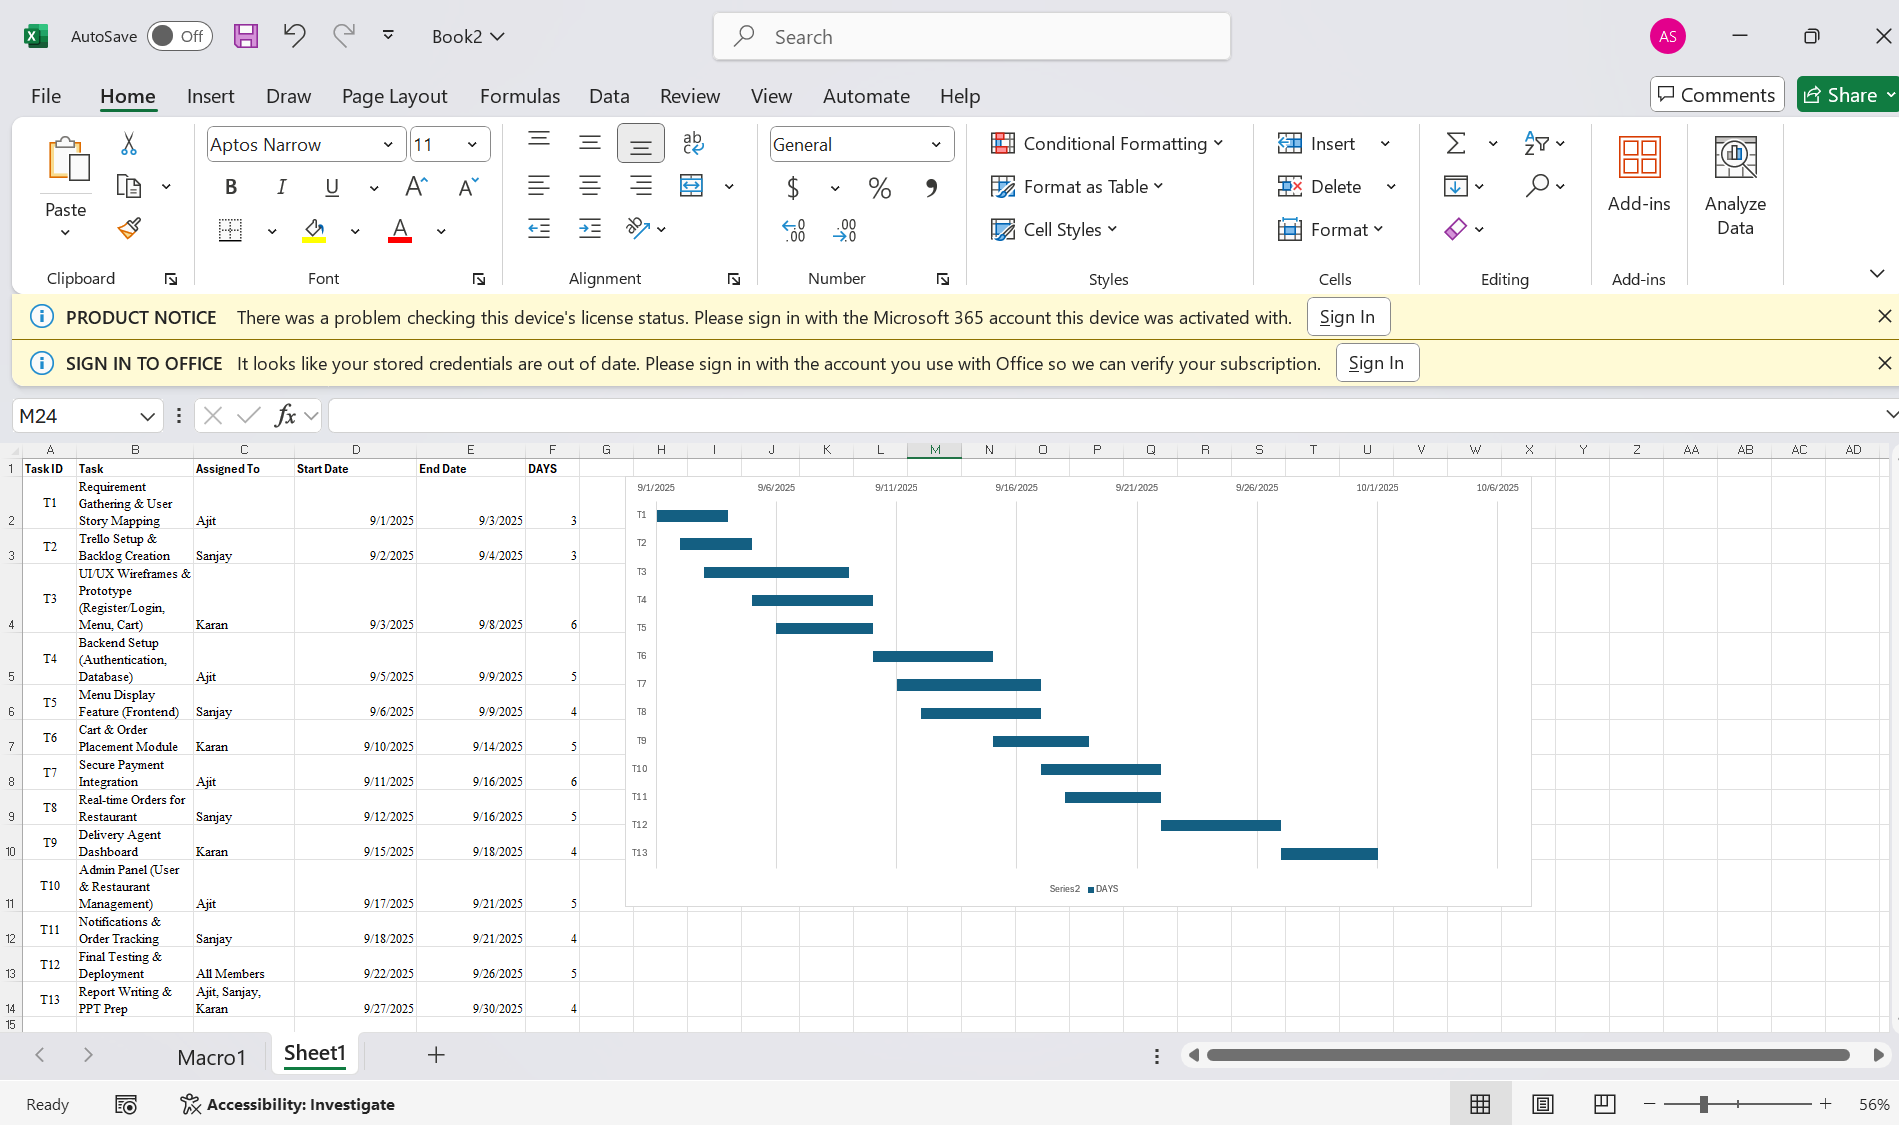 AutoSave Off Book2 Search AS
File Home Insert Draw Page Layout Formulas Data Review View Automate Help Comments Share
Paste
Aptos Narrow 11
B I U A A
A
ab
c
General
$ % 9
.00 .00
Conditional Formatting
Format as Table
Cell Styles
Insert
Delete
Format
Add-ins
Analyze
Data
Clipboard Font Alignment Number Styles Cells Editing Add-ins
PRODUCT NOTICE There was a problem checking this device's license status. Please sign in with the Microsoft 365 account this device was activated with. Sign In
SIGN IN TO OFFICE It looks like your stored credentials are out of date. Please sign in with the account you use with Office so we can verify your subscription. Sign In
M24 fx
A B C D E F G H I J K L M N O P Q R S T U V W X Y Z AA AB AC AD
1 Task ID Task Assigned To Start Date End Date DAYS
T1
Requirement
Gathering & User
Story Mapping
2 Ajit 9/1/2025 9/3/2025 3
T2
Trello Setup &
Backlog Creation
3 Sanjay 9/2/2025 9/4/2025 3
T3
UI/UX Wireframes &
Prototype
(Register/Login,
Menu, Cart)
4 Karan 9/3/2025 9/8/2025 6
T4
Backend Setup
(Authentication,
Database)
5 Ajit 9/5/2025 9/9/2025 5
T5
Menu Display
Feature (Frontend)
6 Sanjay 9/6/2025 9/9/2025 4
T6
Cart & Order
Placement Module
7 Karan 9/10/2025 9/14/2025 5
T7
Secure Payment
Integration
8 Ajit 9/11/2025 9/16/2025 6
T8
Real-time Orders for
Restaurant
9 Sanjay 9/12/2025 9/16/2025 5
T9
Delivery Agent
Dashboard
10 Karan 9/15/2025 9/18/2025 4
T10
Admin Panel (User
& Restaurant
Management)
11 Ajit 9/17/2025 9/21/2025 5
T11
Notifications &
Order Tracking
12 Sanjay 9/18/2025 9/21/2025 4
T12
Final Testing &
Deployment
13 All Members 9/22/2025 9/26/2025 5
T13
Report Writing &
PPT Prep
14 Ajit, Sanjay,
Karan 9/27/2025 9/30/2025 4
15
9/1/2025 9/6/2025 9/11/2025 9/16/2025 9/21/2025 9/26/2025 10/1/2025 10/6/2025
T1
T2
T3
T4
T5
T6
T7
T8
T9
T10
T11
T12
T13
Series2 DAYS
Macro1 Sheet1
Ready Accessibility: Investigate 56%